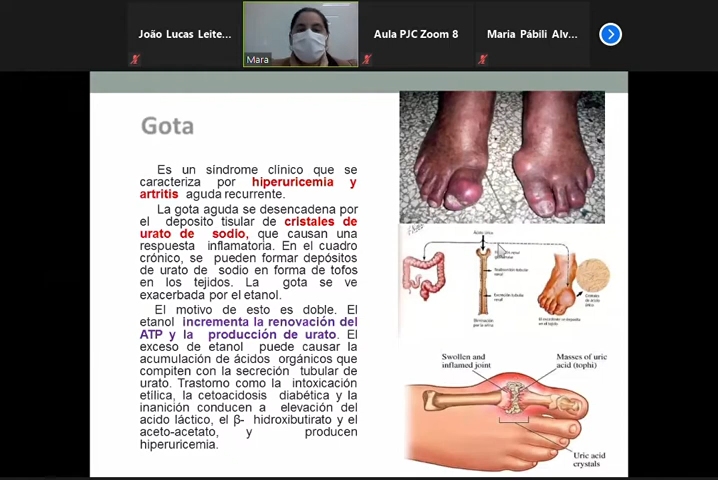 João Lucas Leite...
Mara
Aula PJC Zoom 8
Maria Pábili Alv...
Gota
Es un síndrome clínico que se
caracteriza por hiperuricemia y
artritis aguda recurrente.
La gota aguda se desencadena por
el deposito tisular de cristales de
urato de sodio, que causan una
respuesta inflamatoria. En el cuadro
crónico, se pueden formar depósitos
de urato de sodio en forma de tofos
en los tejidos. La gota se ve
exacerbada por el etanol.
El motivo de esto es doble. El
etanol incrementa la renovación del
ATP y la producción de urato. El
exceso de etanol puede causar la
acumulación de ácidos orgánicos que
compiten con la secreción tubular de
urato. Trastorno como la intoxicación
etílica, la cetoacidosis diabética y la
inanición conducen a elevación del
acido láctico, el β- hidroxibutirato y el
aceto-acetato, y producen
hiperuricemia.
Ácido úrico
Swollen and
inflamed joint
Masses of uric
acid (tophi)
Uric acid
crystals